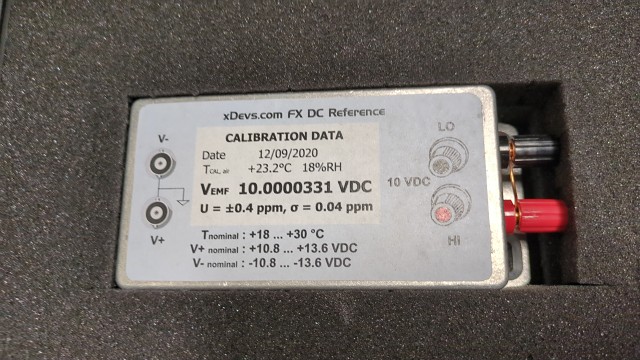 xDevs.com FX DC Reference
CALIBRATION DATA
Date 12/09/2020
TCAL, air +23.2°C 18%RH
VEMF 10.0000331 VDC
U = ±0.4 ppm, σ = 0.04 ppm
V-
V+
LO
10 VDC
HI
Tnominal : +18 ... +30 °C
V+ nominal : +10.8 ... +13.6 VDC
V- nominal : -10.8 ... -13.6 VDC